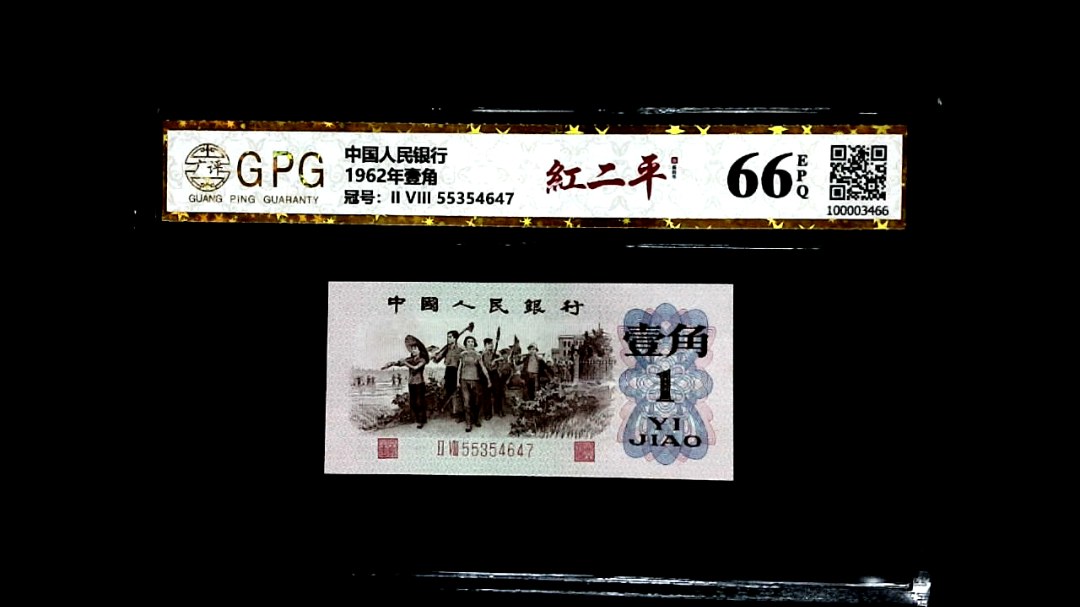 GPG
GUANG PING GUARANTY
中国人民银行
1962年壹角
冠号：II VIII 55354647
紅二平
66
EPQ
100003466
中國人民銀行
壹角
1
YI
JIAO
II VIII 55354647